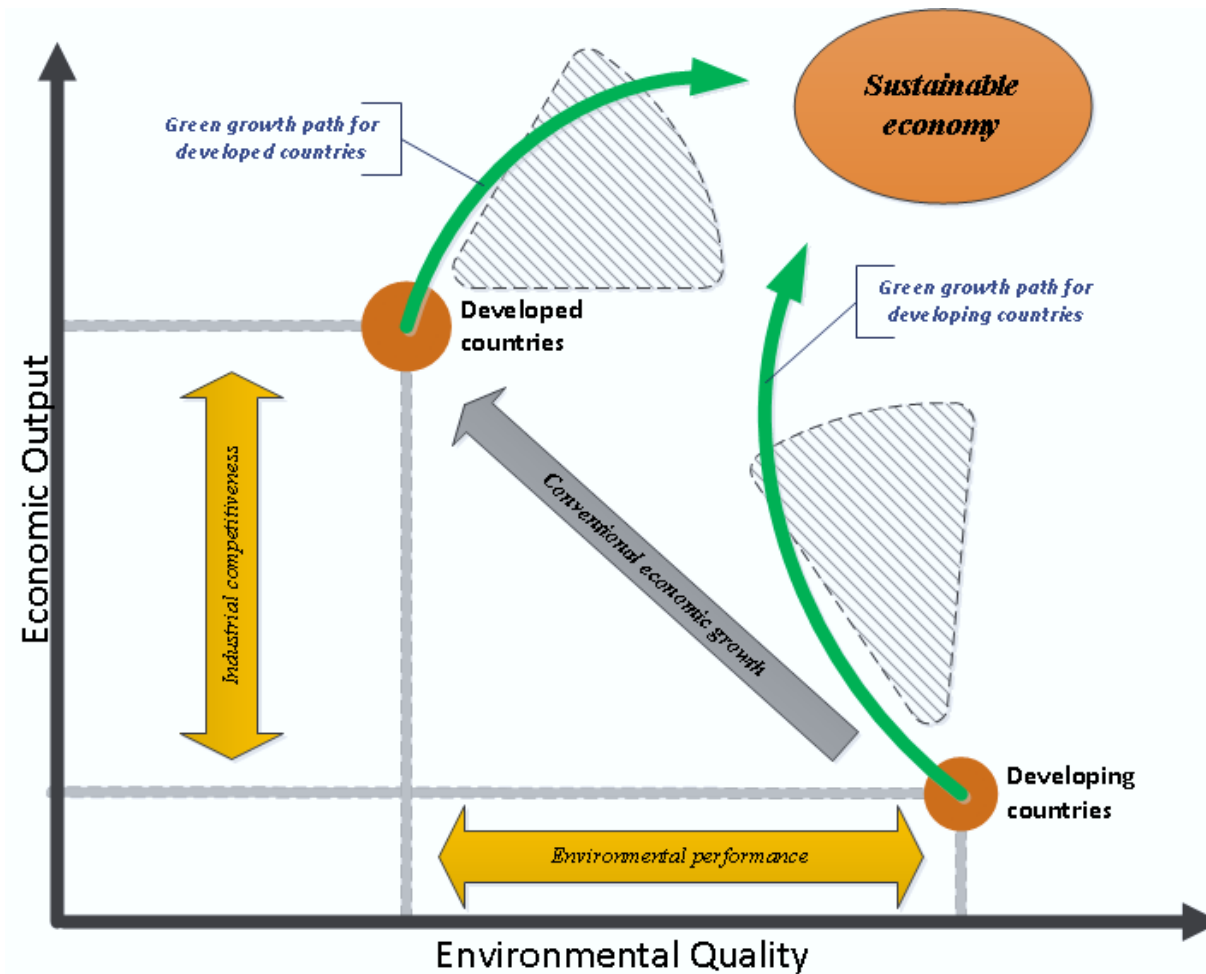 Sustainable
economy
Green growth path for
developed countries
Green growth path for
developing countries
Developed
countries
Economic Output
Industrial competitiveness
Conventional economic growth
Developing
countries
Environmental performance
Environmental Quality